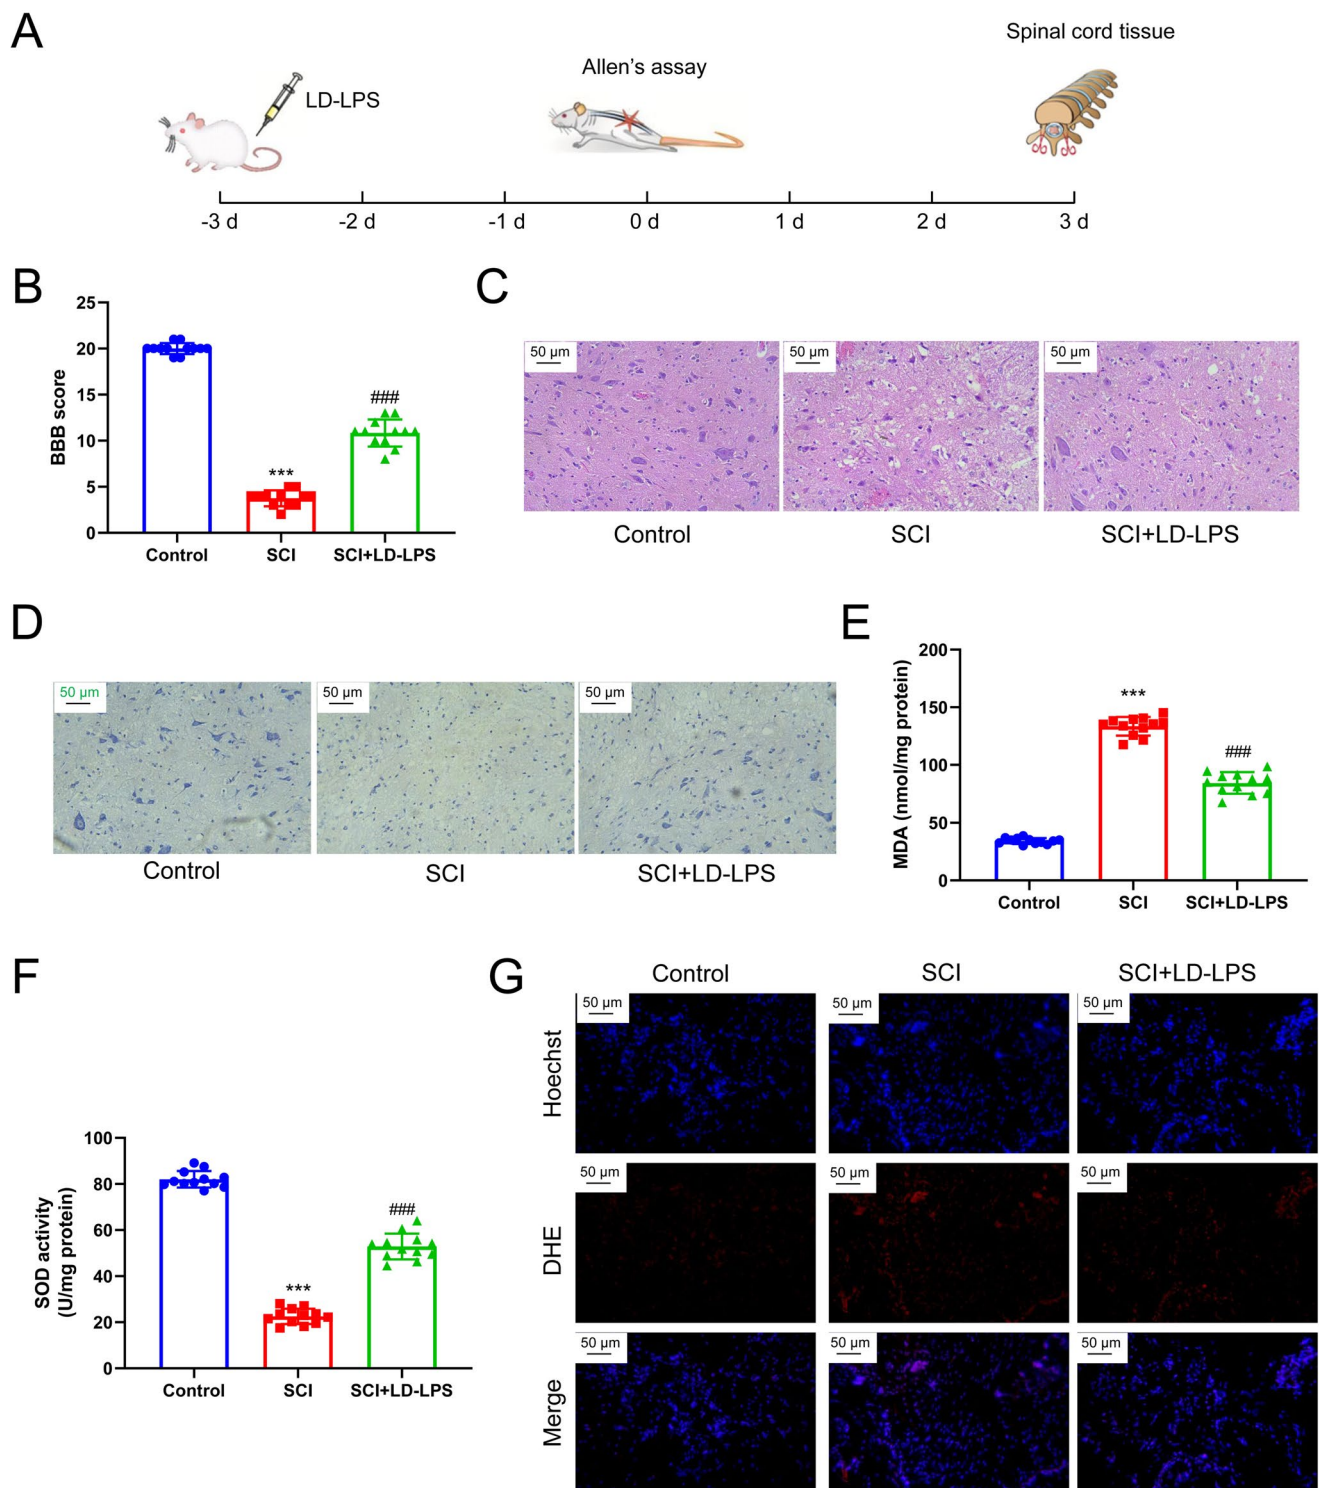 A
LD-LPS
Allen's assay
Spinal cord tissue
-3 d
-2 d
-1 d
0 d
1 d
2 d
3 d
B
BBB score
25
20
15
10
5
0
***
###
Control
SCI
SCI+LD-LPS
C
50 µm
50 µm
50 µm
Control
SCI
SCI+LD-LPS
D
50 µm
50 µm
50 µm
Control
SCI
SCI+LD-LPS
E
MDA (nmol/mg protein)
200
150
100
50
0
***
###
Control
SCI
SCI+LD-LPS
F
SOD activity
(U/mg protein)
100
80
60
40
20
0
***
###
Control
SCI
SCI+LD-LPS
G
Control
SCI
SCI+LD-LPS
Hoechst
50 µm
50 µm
50 µm
DHE
50 µm
50 µm
50 µm
Merge
50 µm
50 µm
50 µm